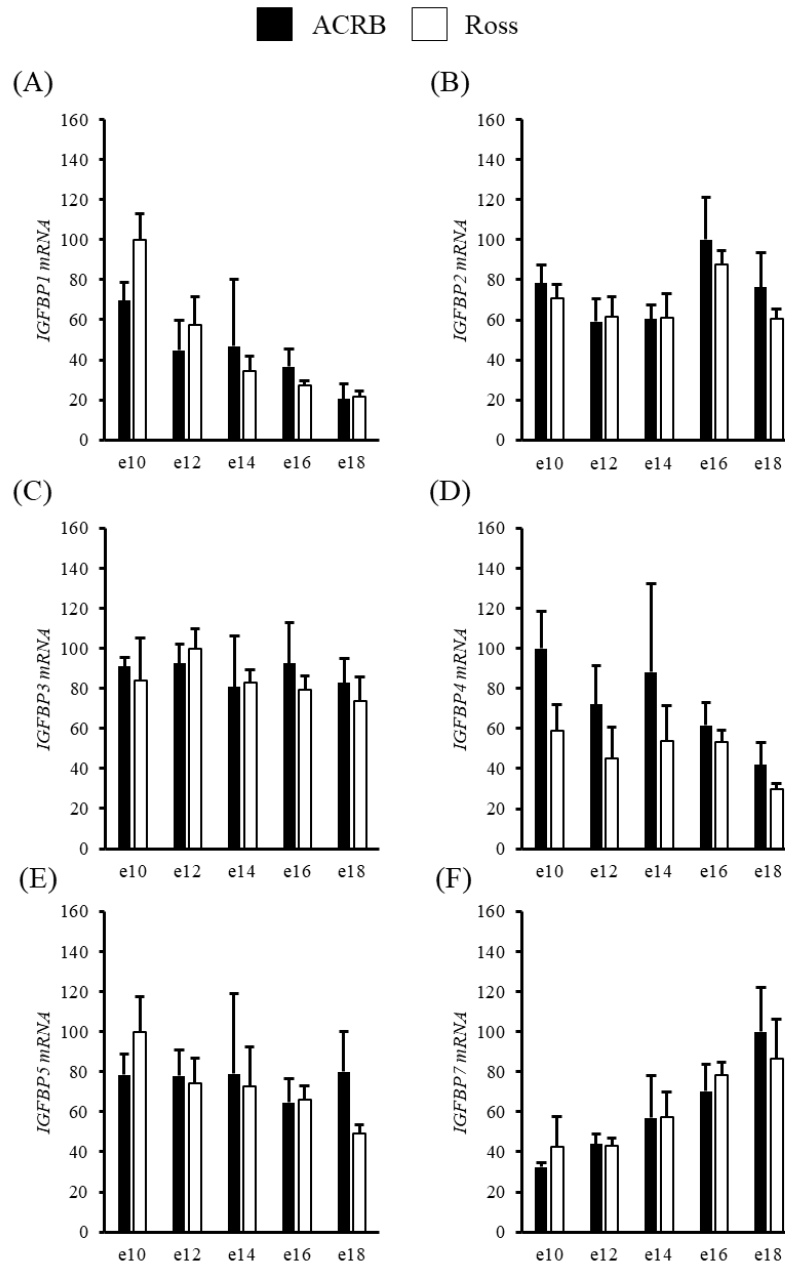 ACRB Ross
(A)
160
140
120
100
80
60
40
20
0
IGFBP1 mRNA
e10 e12 e14 e16 e18
(B)
160
140
120
100
80
60
40
20
0
IGFBP2 mRNA
e10 e12 e14 e16 e18
(C)
160
140
120
100
80
60
40
20
0
IGFBP3 mRNA
e10 e12 e14 e16 e18
(D)
160
140
120
100
80
60
40
20
0
IGFBP4 mRNA
e10 e12 e14 e16 e18
(E)
160
140
120
100
80
60
40
20
0
IGFBP5 mRNA
e10 e12 e14 e16 e18
(F)
160
140
120
100
80
60
40
20
0
IGFBP7 mRNA
e10 e12 e14 e16 e18